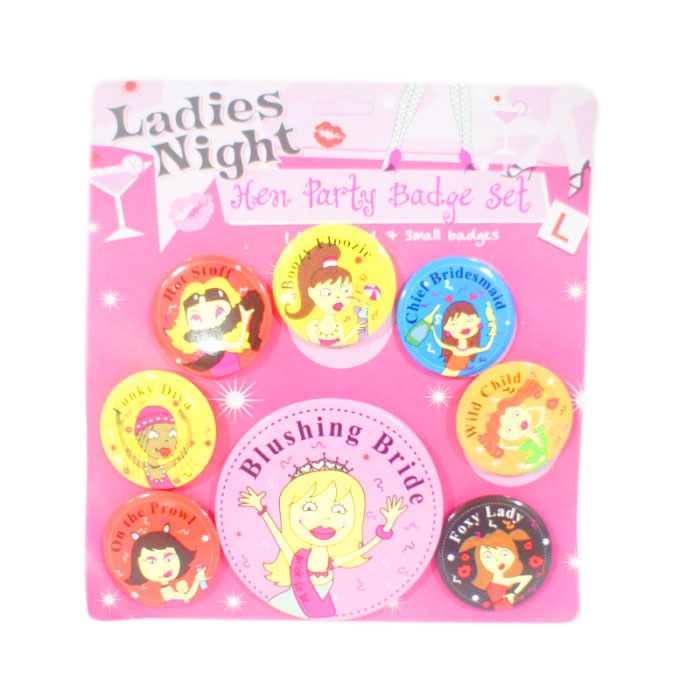 Ladies
Night
Hen Party Badge Set
7 Small badges
L
Hot Stuff
Boozy Floozie
Chief Bridesmaid
Funky Diva
Wild Child
Blushing Bride
On the Prowl
Foxy Lady